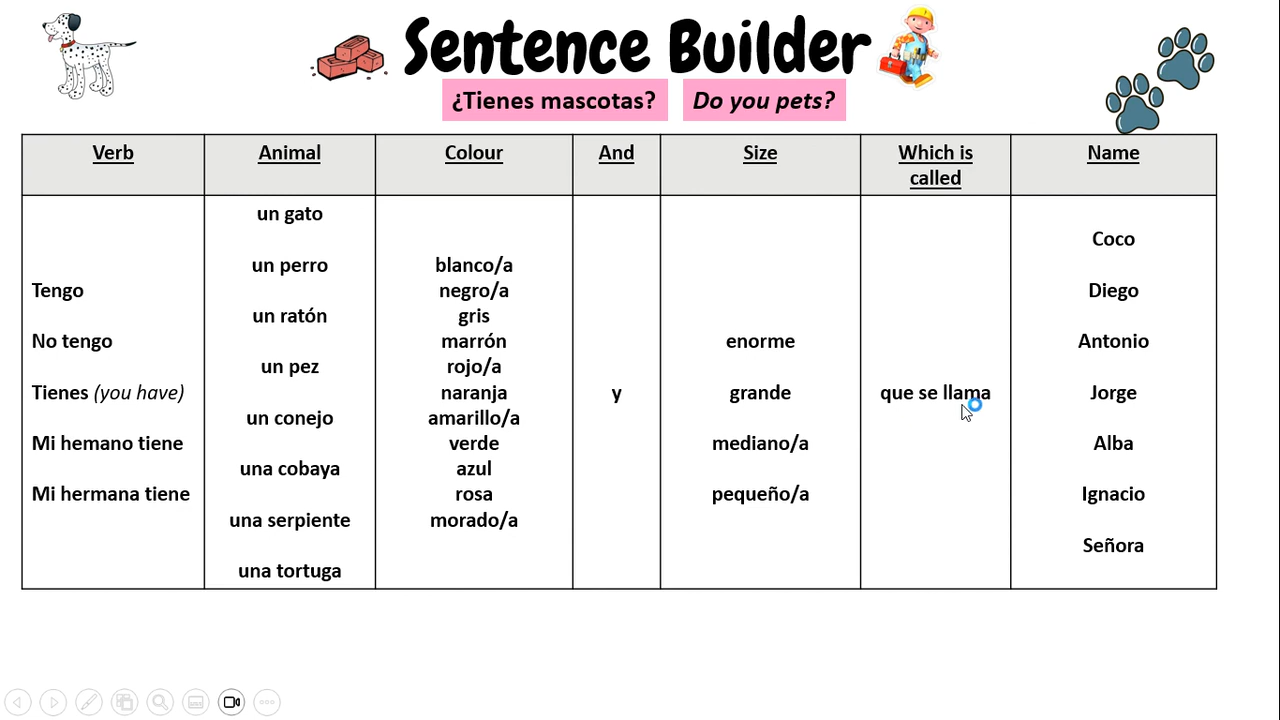 Sentence Builder
¿Tienes mascotas? Do you pets?
Verb
Animal
Colour
And
Size
Which is
called
Name
Tengo
No tengo
Tienes (you have)
Mi hemano tiene
Mi hermana tiene
un gato
un perro
un ratón
un pez
un conejo
una cobaya
una serpiente
una tortuga
blanco/a
negro/a
gris
marrón
rojo/a
naranja
amarillo/a
verde
azul
rosa
morado/a
y
enorme
grande
mediano/a
pequeño/a
que se llama
Coco
Diego
Antonio
Jorge
Alba
Ignacio
Señora